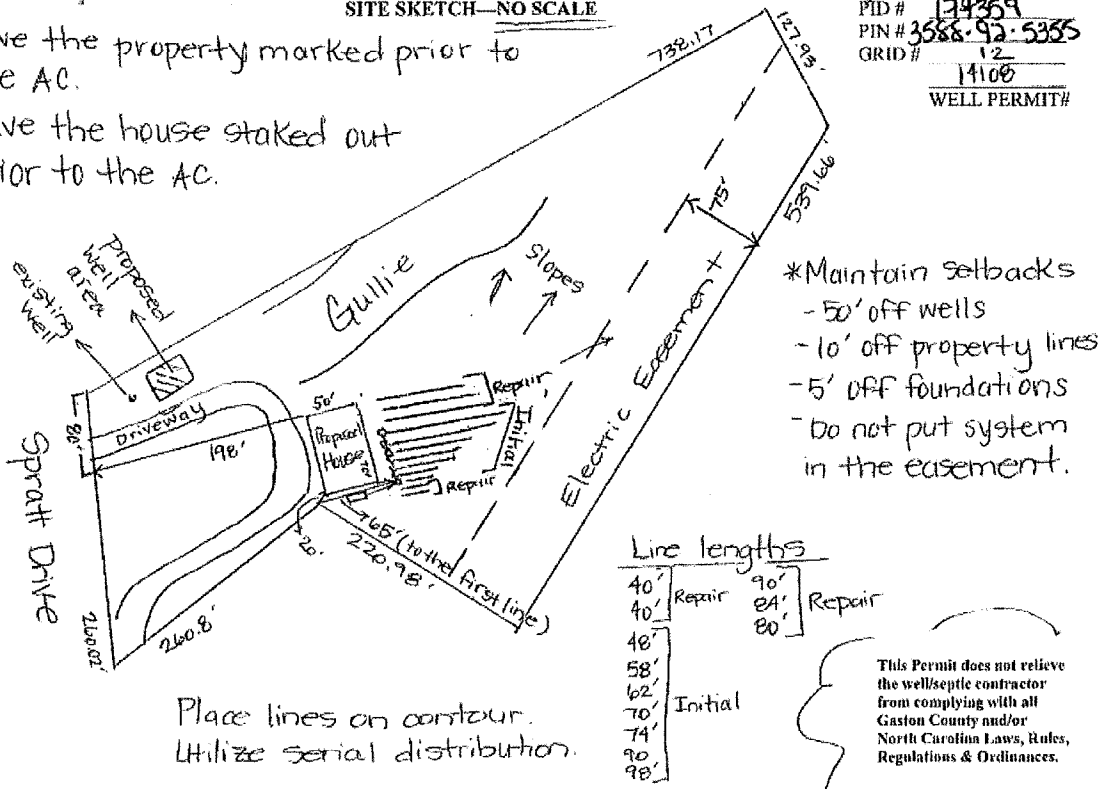 SITE SKETCH—NO SCALE
PID # 179359
PIN # 3588-92-5355
GRID # 12
14108
WELL PERMIT#
ve the property marked prior to
e AC.
ve the house staked out
ior to the AC.
738.17
127.93'
539.66'
75'
Electric Easement
Slopes
Gullie
Proposed
well
area
existing
well
Driveway
80'
198'
50'
Proposed
House
70'
Repair
Initial
Repair
20'
65' (to the first line)
220.98'
260.8'
260.02'
Spratt Drive
*Maintain setbacks
- 50' off wells
- 10' off property lines
- 5' off foundations
- Do not put system
in the easement.
Line lengths
40'
40'
Repair
90'
84'
80'
Repair
48'
58'
62'
70'
74'
90
98'
Initial
Place lines on contour.
Utilize serial distribution.
This Permit does not relieve
the well/septic contractor
from complying with all
Gaston County and/or
North Carolina Laws, Rules,
Regulations & Ordinances.